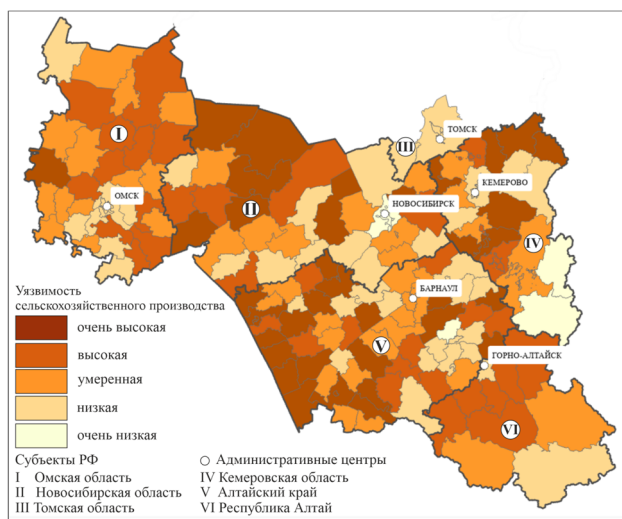 I
II
III
IV
V
VI
ТОМСК
КЕМЕРОВО
ОМСК
НОВОСИБИРСК
БАРНАУЛ
ГОРНО-АЛТАЙСК
Уязвимость
сельскохозяйственного производства
очень высокая
высокая
умеренная
низкая
очень низкая
Субъекты РФ
I Омская область
II Новосибирская область
III Томская область
Административные центры
IV Кемеровская область
V Алтайский край
VI Республика Алтай